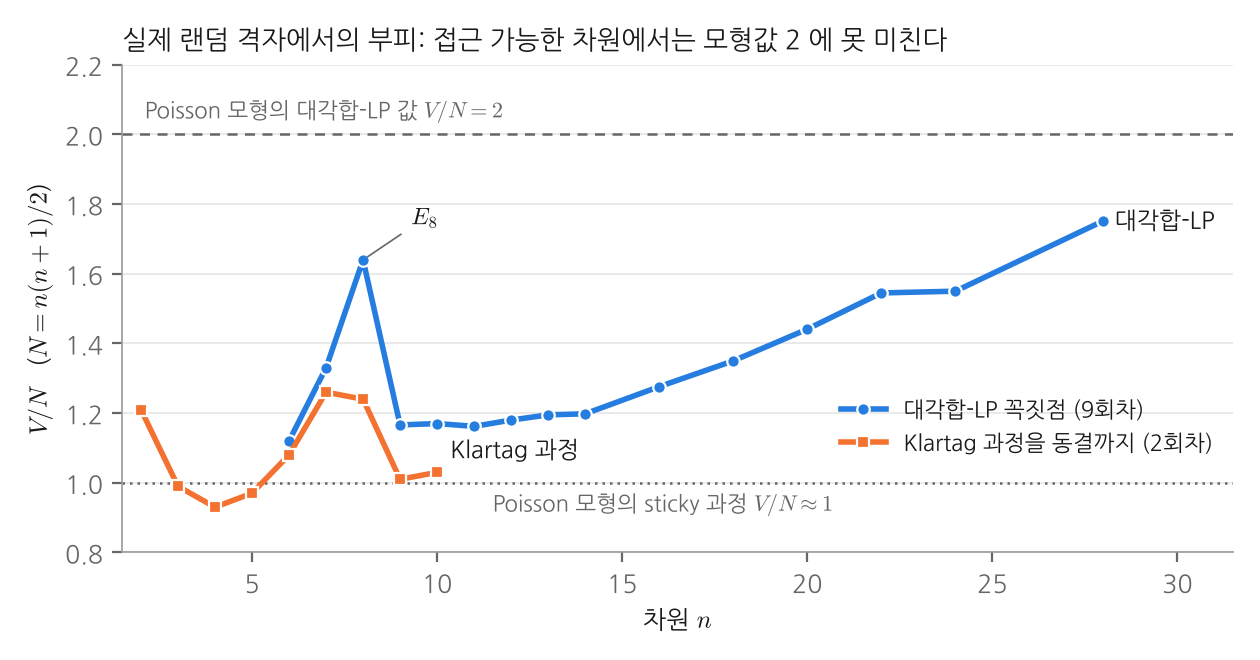 실제 랜덤 격자에서의 부피: 접근 가능한 차원에서는 모형값 2 에 못 미친다
2.2
Poisson 모형의 대각합-LP 값 V/N = 2
2.0
1.8
E₈
대각합-LP
1.6
1.4
1.2
1.0
0.8
V/N (N = n(n + 1)/2)
대각합-LP 꼭짓점 (9회차)
Klartag 과정을 동결까지 (2회차)
Klartag 과정
Poisson 모형의 sticky 과정 V/N ≈ 1
5 10 15 20 25 30
차원 n